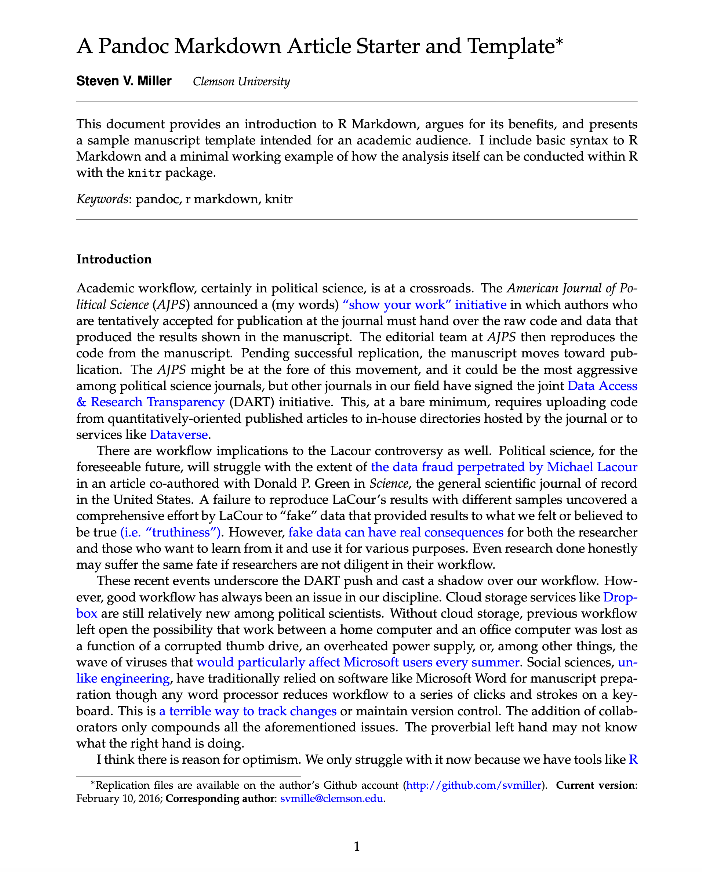 A Pandoc Markdown Article Starter and Template*
Steven V. Miller Clemson University
This document provides an introduction to R Markdown, argues for its benefits, and presents
a sample manuscript template intended for an academic audience. I include basic syntax to R
Markdown and a minimal working example of how the analysis itself can be conducted within R
with the knitr package.
Keywords: pandoc, r markdown, knitr
Introduction
Academic workflow, certainly in political science, is at a crossroads. The American Journal of Po-
litical Science (AJPS) announced a (my words) “show your work” initiative in which authors who
are tentatively accepted for publication at the journal must hand over the raw code and data that
produced the results shown in the manuscript. The editorial team at AJPS then reproduces the
code from the manuscript. Pending successful replication, the manuscript moves toward pub-
lication. The AJPS might be at the fore of this movement, and it could be the most aggressive
among political science journals, but other journals in our field have signed the joint Data Access
& Research Transparency (DART) initiative. This, at a bare minimum, requires uploading code
from quantitatively-oriented published articles to in-house directories hosted by the journal or to
services like Dataverse.
There are workflow implications to the Lacour controversy as well. Political science, for the
foreseeable future, will struggle with the extent of the data fraud perpetrated by Michael Lacour
in an article co-authored with Donald P. Green in Science, the general scientific journal of record
in the United States. A failure to reproduce LaCour’s results with different samples uncovered a
comprehensive effort by LaCour to “fake” data that provided results to what we felt or believed to
be true (i.e. “truthiness”). However, fake data can have real consequences for both the researcher
and those who want to learn from it and use it for various purposes. Even research done honestly
may suffer the same fate if researchers are not diligent in their workflow.
These recent events underscore the DART push and cast a shadow over our workflow. How-
ever, good workflow has always been an issue in our discipline. Cloud storage services like Drop-
box are still relatively new among political scientists. Without cloud storage, previous workflow
left open the possibility that work between a home computer and an office computer was lost as
a function of a corrupted thumb drive, an overheated power supply, or, among other things, the
wave of viruses that would particularly affect Microsoft users every summer. Social sciences, un-
like engineering, have traditionally relied on software like Microsoft Word for manuscript prepa-
ration though any word processor reduces workflow to a series of clicks and strokes on a key-
board. This is a terrible way to track changes or maintain version control. The addition of collab-
orators only compounds all the aforementioned issues. The proverbial left hand may not know
what the right hand is doing.
I think there is reason for optimism. We only struggle with it now because we have tools like R
*Replication files are available on the author’s Github account (http://github.com/svmiller). Current version:
February 10, 2016; Corresponding author: svmille@clemson.edu.
1